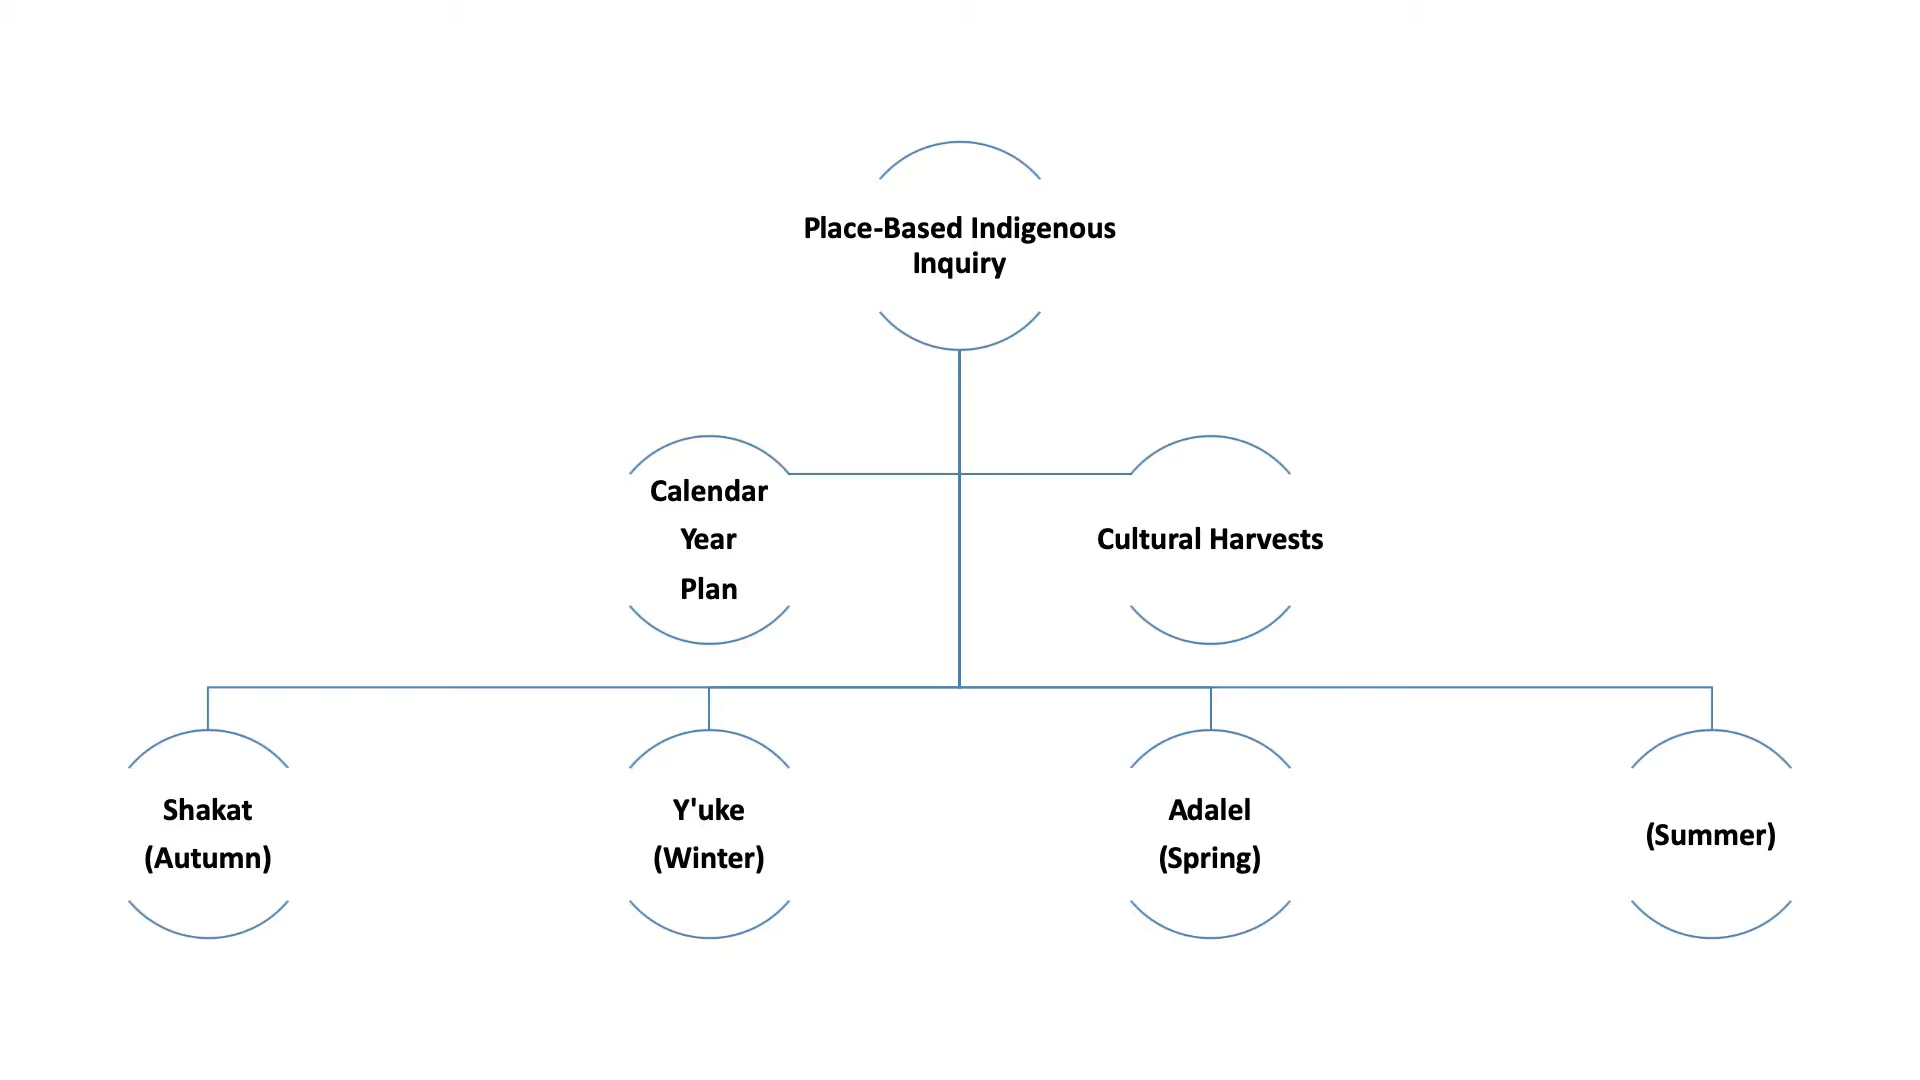 Place-Based Indigenous
Inquiry
Calendar
Year
Plan
Cultural Harvests
Shakat
(Autumn)
Y'uke
(Winter)
Adalel
(Spring)
(Summer)